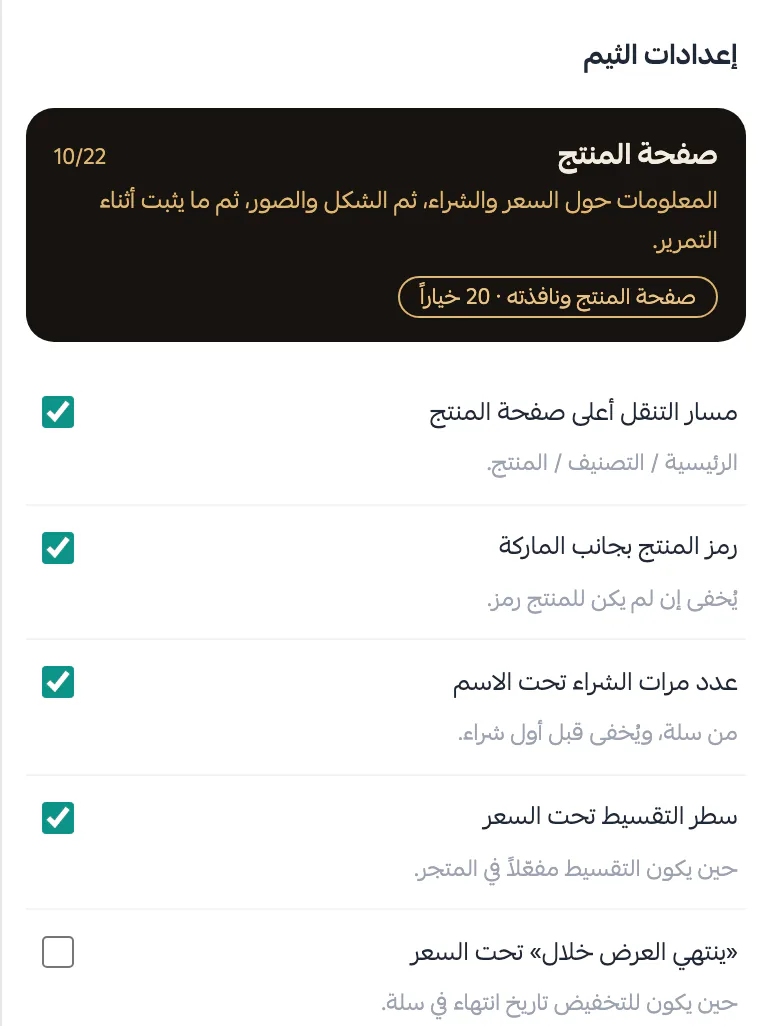 إعدادات الثيم
صفحة المنتج
10/22
المعلومات حول السعر والشراء، ثم الشكل والصور، ثم ما يثبت أثناء
التمرير.
صفحة المنتج ونافذته · 20 خياراً
مسار التنقل أعلى صفحة المنتج
الرئيسية / التصنيف / المنتج.
رمز المنتج بجانب الماركة
يُخفى إن لم يكن للمنتج رمز.
عدد مرات الشراء تحت الاسم
من سلة، ويُخفى قبل أول شراء.
سطر التقسيط تحت السعر
حين يكون التقسيط مفعّلاً في المتجر.
«ينتهي العرض خلال» تحت السعر
حين يكون للتخفيض تاريخ انتهاء في سلة.